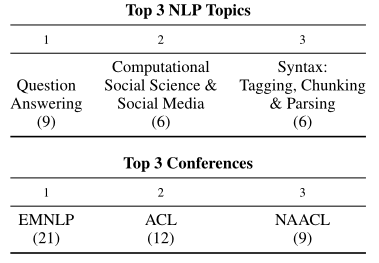 Top 3 NLP Topics
1 2 3
Question Answering (9)
Computational Social Science & Social Media (6)
Syntax: Tagging, Chunking & Parsing (6)
Top 3 Conferences
1 2 3
EMNLP ACL NAACL
(21) (12) (9)